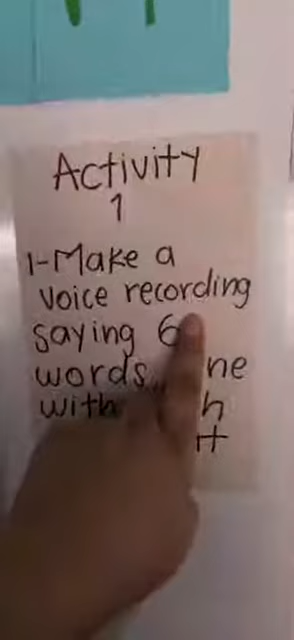 Activity
1
1-Make a
voice recording
saying 6
words
with